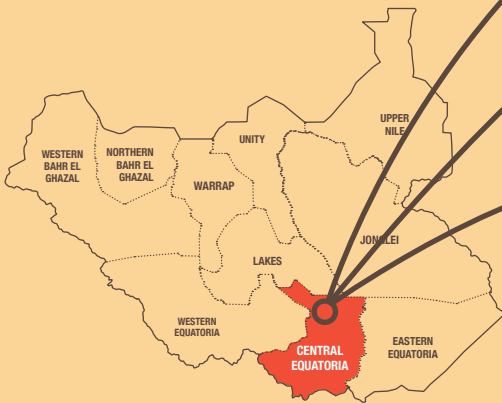 UPPER
NILE
UNITY
NORTHERN
BAHR EL
GHAZAL
WESTERN
BAHR EL
GHAZAL
WARRAP
JONGLEI
LAKES
WESTERN
EQUATORIA
CENTRAL
EQUATORIA
EASTERN
EQUATORIA